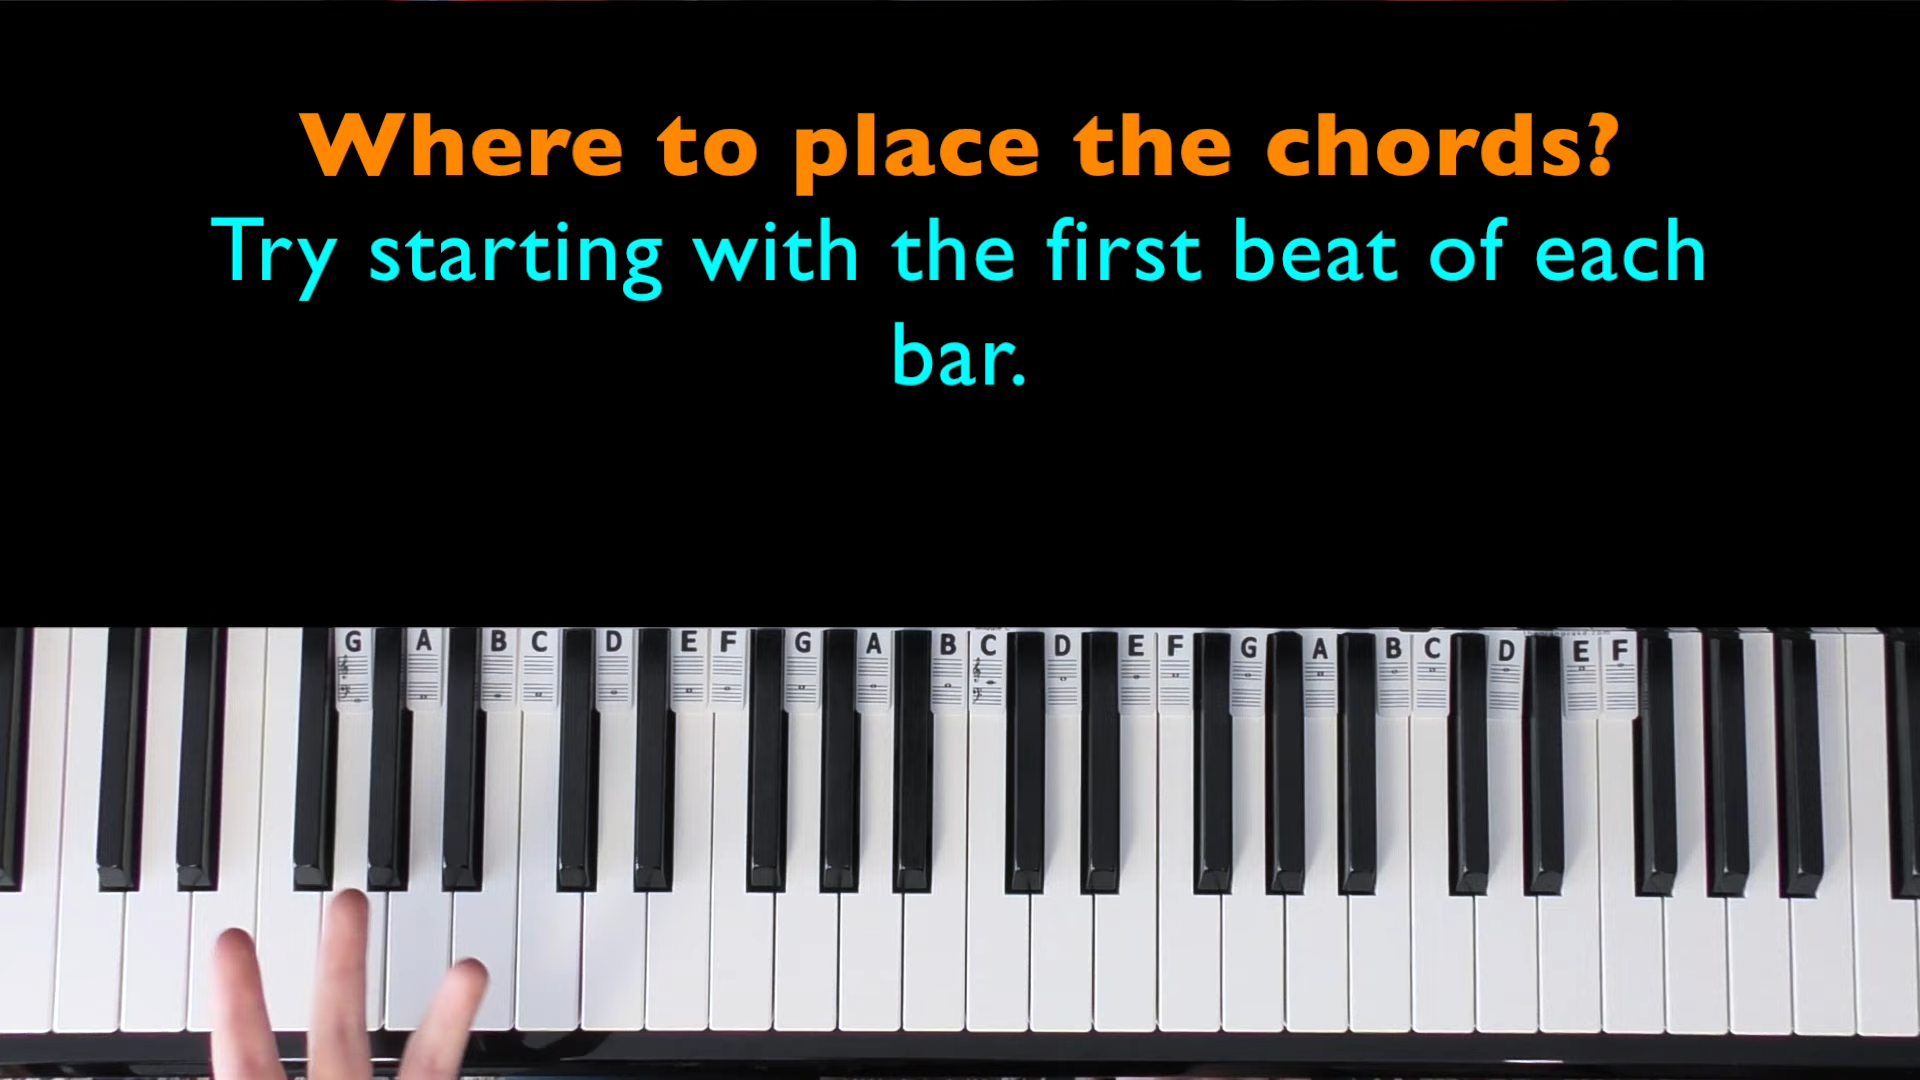 Where to place the chords?
Try starting with the first beat of each
bar.
G A B C D E F G A B C D E F G A B C D E F